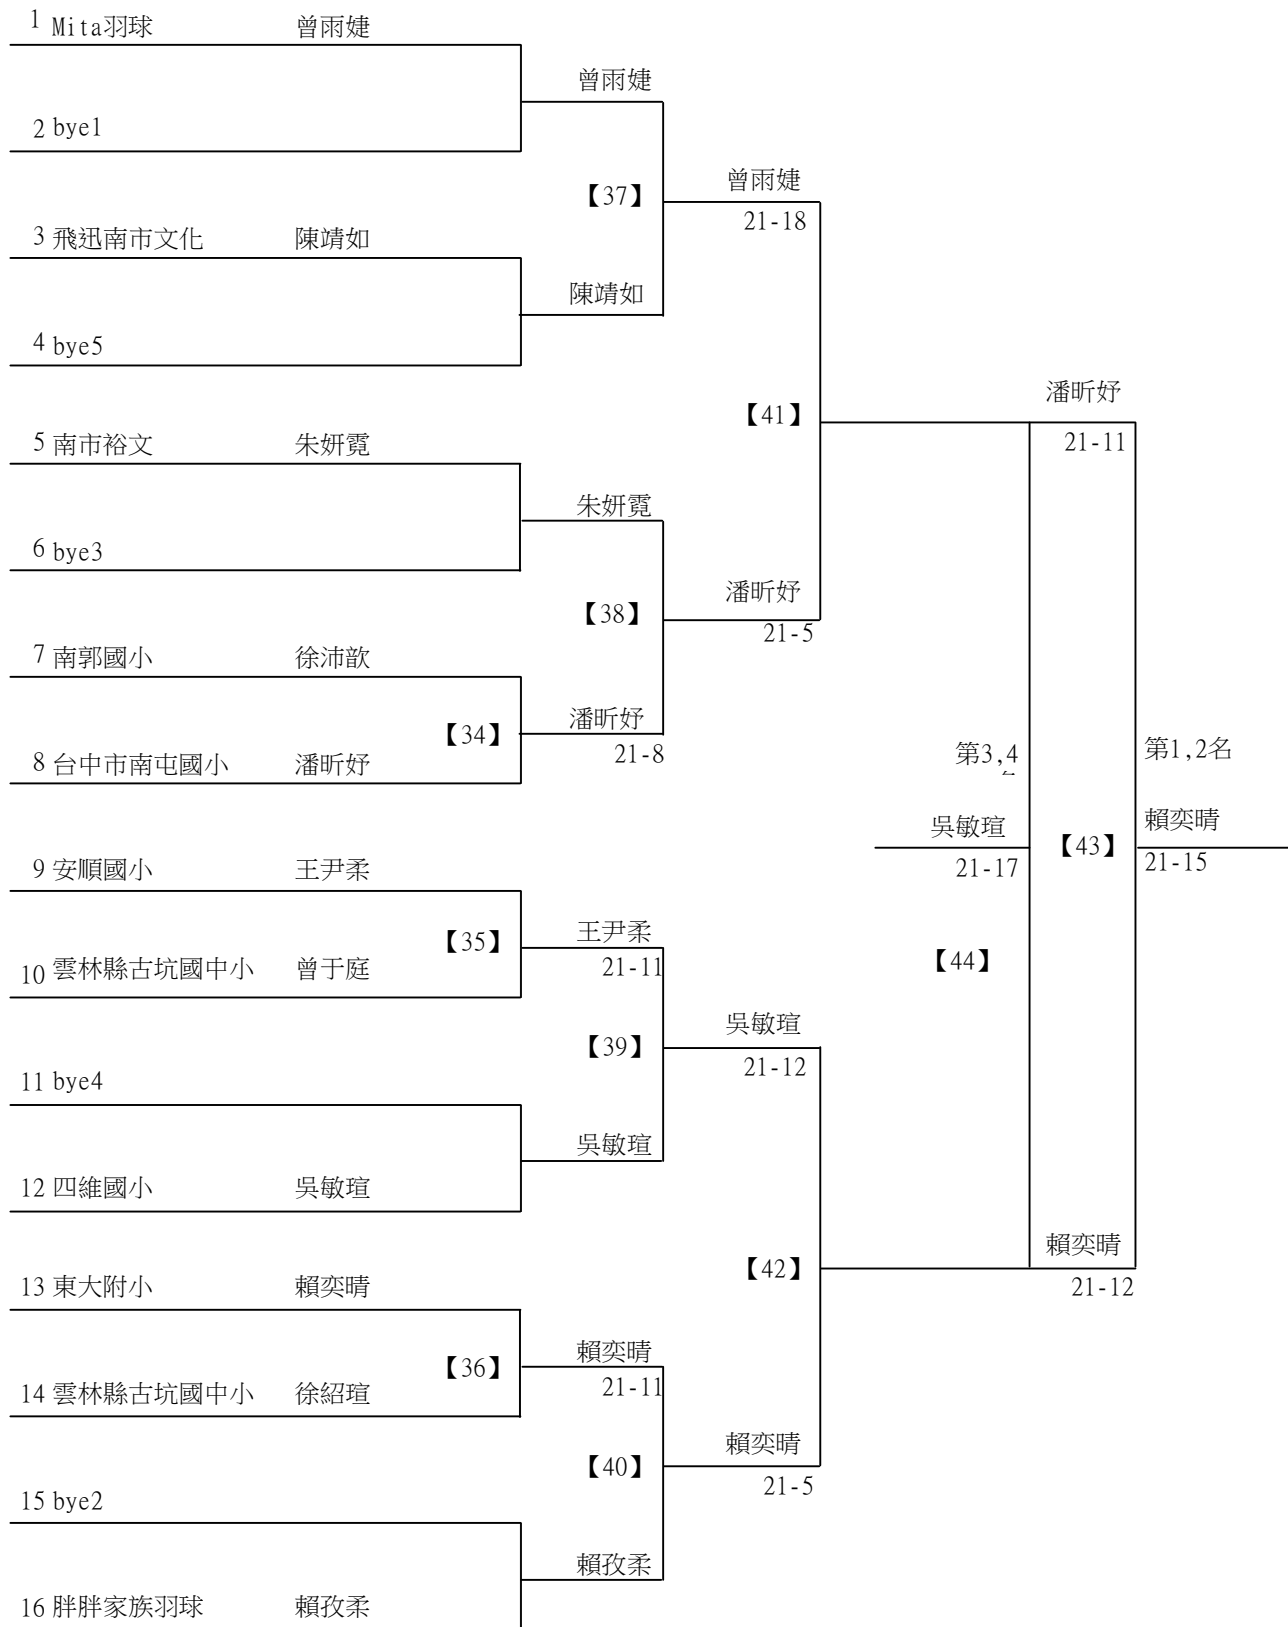 1 Mita羽球 曾雨婕
曾雨婕
2 bye1
【37】
曾雨婕
21-18
3 飛迅南市文化 陳靖如
陳靖如
4 bye5
【41】
潘昕妤
21-11
5 南市裕文 朱妍霓
朱妍霓
6 bye3
【38】
潘昕妤
21-5
7 南郭國小 徐沛歆
【34】
潘昕妤
21-8
8 台中市南屯國小 潘昕妤
第3,4
第1,2名
吳敏瑄
21-17
【43】
賴奕晴
21-15
9 安順國小 王尹柔
【35】
王尹柔
21-11
【44】
10 雲林縣古坑國中小 曾于庭
【39】
吳敏瑄
21-12
11 bye4
吳敏瑄
12 四維國小 吳敏瑄
【42】
賴奕晴
21-12
13 東大附小 賴奕晴
【36】
賴奕晴
21-11
14 雲林縣古坑國中小 徐紹瑄
【40】
賴奕晴
21-5
15 bye2
賴孜柔
16 胖胖家族羽球 賴孜柔